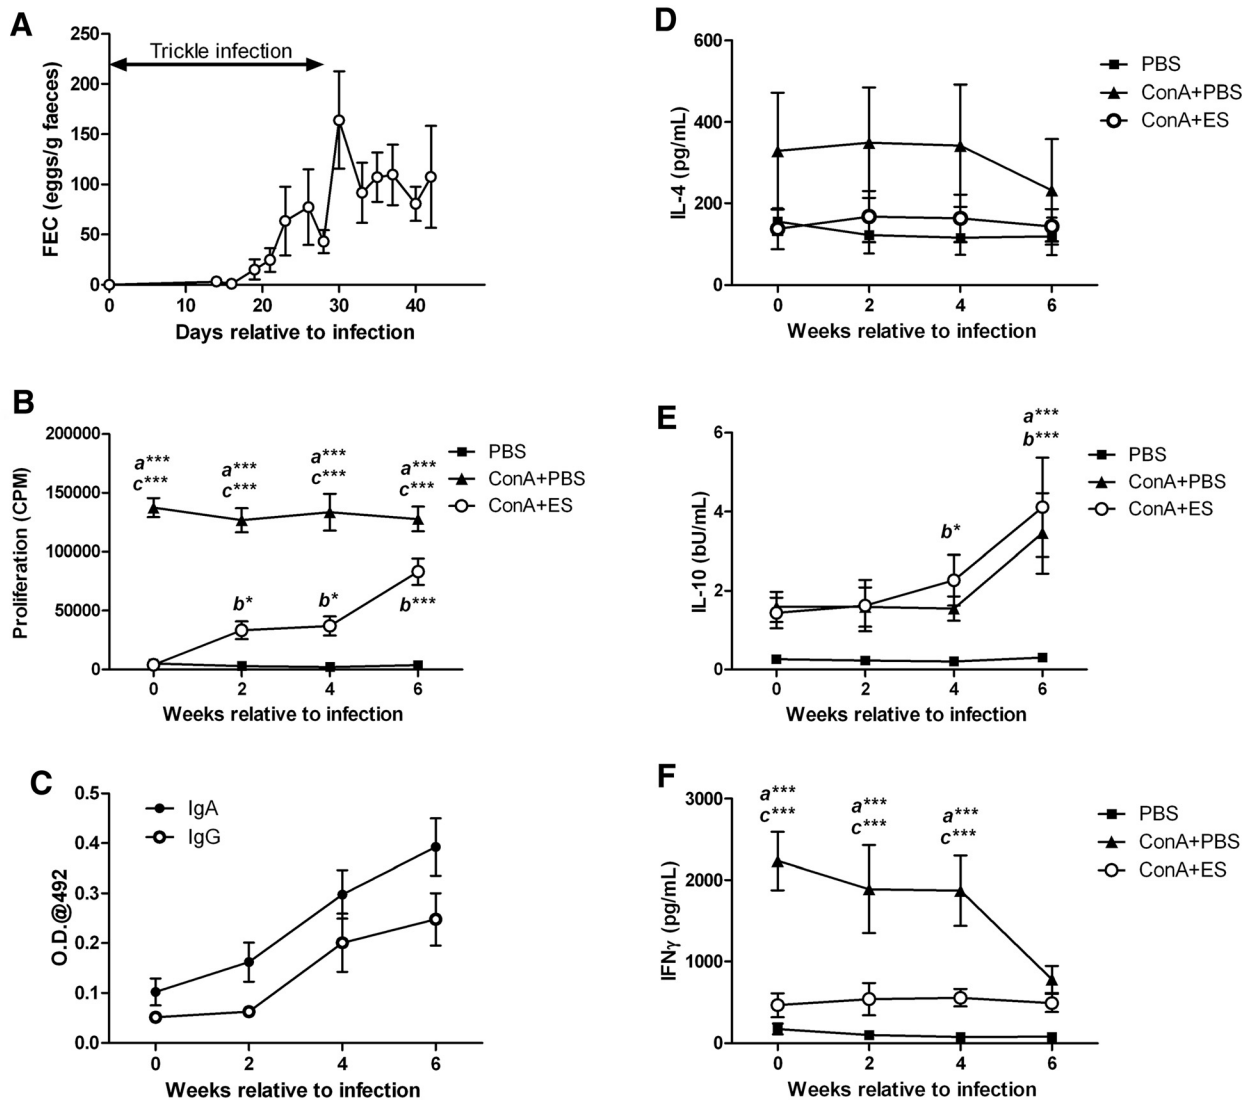 A
Trickle infection
FEC (eggs/g faeces)
250
200
150
100
50
0
0 10 20 30 40
Days relative to infection
B
Proliferation (CPM)
200000
150000
100000
50000
0
a*** a*** a*** a***
c*** c*** c*** c***
b* b* b***
PBS
ConA+PBS
ConA+ES
0 2 4 6
Weeks relative to infection
C
O.D.@492
0.5
0.4
0.3
0.2
0.1
0.0
IgA
IgG
0 2 4 6
Weeks relative to infection
D
IL-4 (pg/mL)
600
400
200
0
PBS
ConA+PBS
ConA+ES
0 2 4 6
Weeks relative to infection
E
IL-10 (bU/mL)
6
4
2
0
b*
a***
b***
PBS
ConA+PBS
ConA+ES
0 2 4 6
Weeks relative to infection
F
IFNγ (pg/mL)
3000
2000
1000
0
a*** a*** a***
c*** c*** c***
PBS
ConA+PBS
ConA+ES
0 2 4 6
Weeks relative to infection